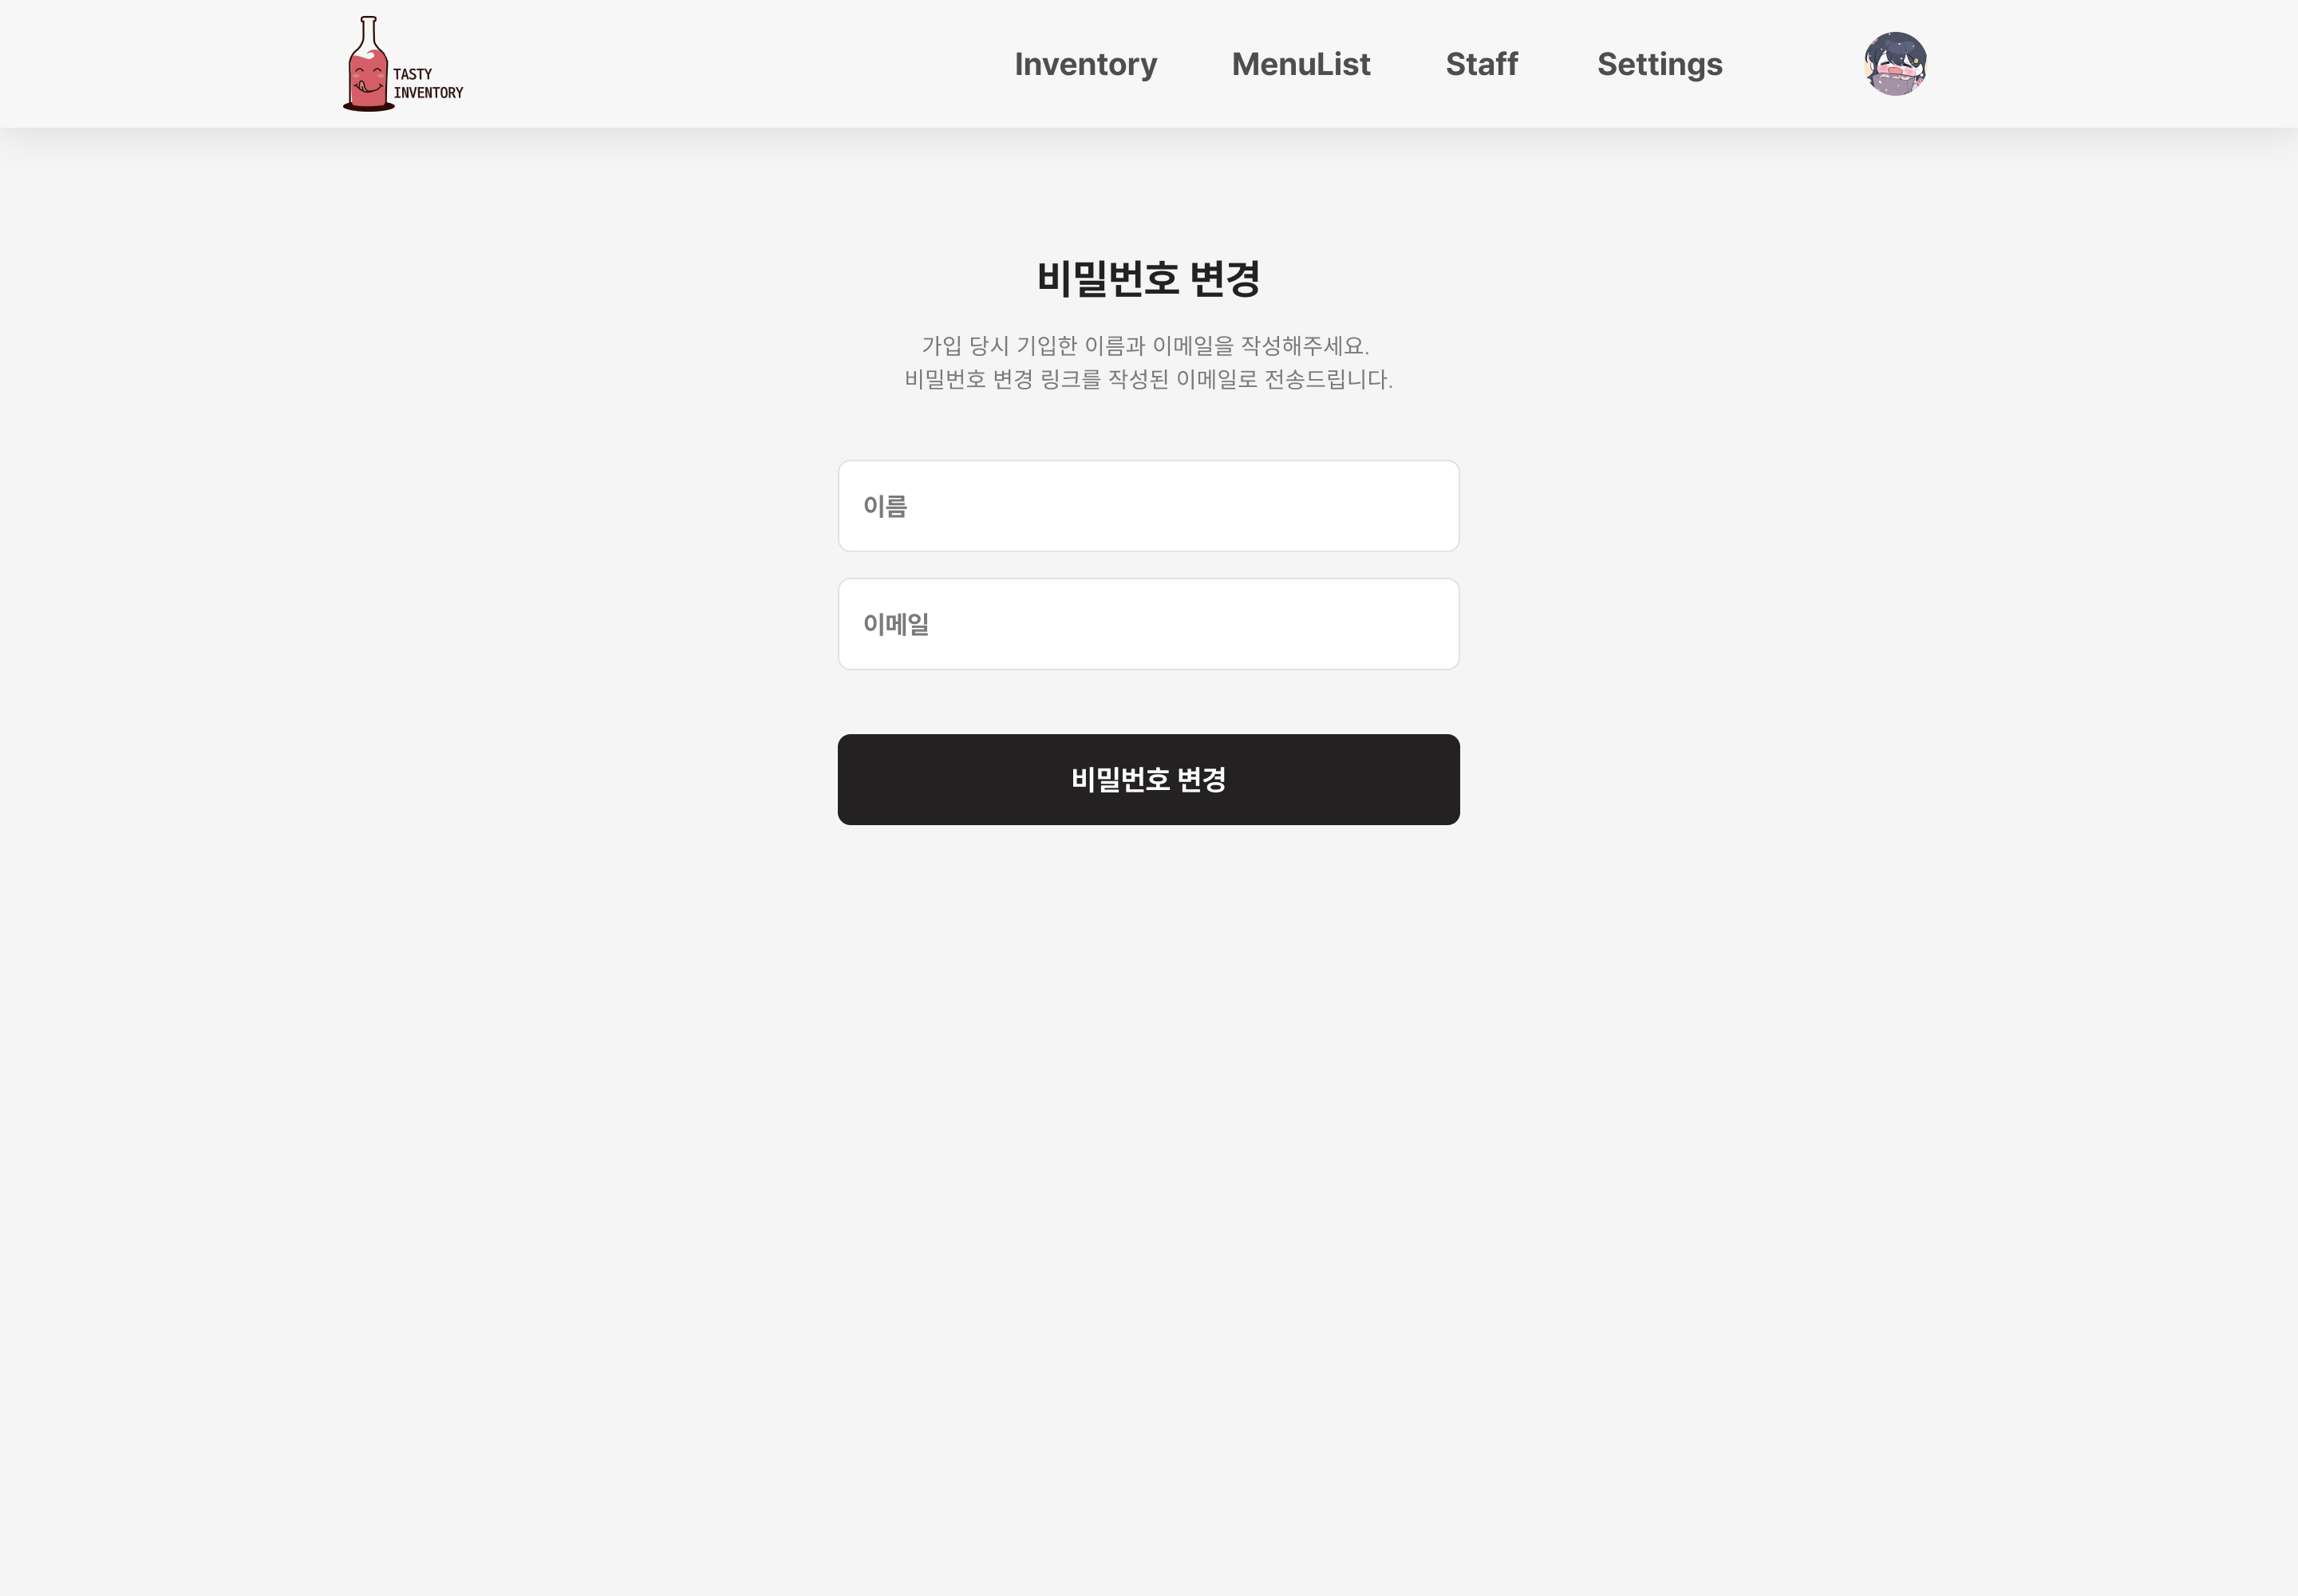 TASTY
INVENTORY
Inventory MenuList Staff Settings
비밀번호 변경
가입 당시 기입한 이름과 이메일을 작성해주세요.
비밀번호 변경 링크를 작성된 이메일로 전송드립니다.
이름
이메일
비밀번호 변경